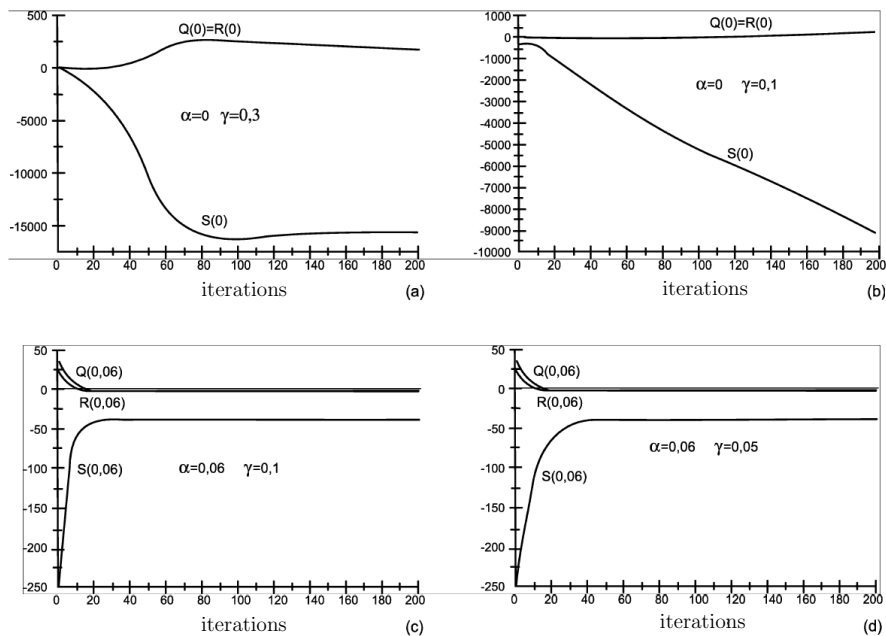 500
0
-5000
-10000
-15000
Q(0)=R(0)
α=0 γ=0,3
S(0)
0 20 40 60 80 100 120 140 160 180 200
iterations
(a)
1000
0
-1000
-2000
-3000
-4000
-5000
-6000
-7000
-8000
-9000
-10000
Q(0)=R(0)
α=0 γ=0,1
S(0)
0 20 40 60 80 100 120 140 160 180 200
iterations
(b)
50
0
-50
-100
-150
-200
-250
Q(0,06)
R(0,06)
S(0,06)
α=0,06 γ=0,1
0 20 40 60 80 100 120 140 160 180 200
iterations
(c)
50
0
-50
-100
-150
-200
-250
Q(0,06)
R(0,06)
α=0,06 γ=0,05
S(0,06)
0 20 40 60 80 100 120 140 160 180 200
iterations
(d)